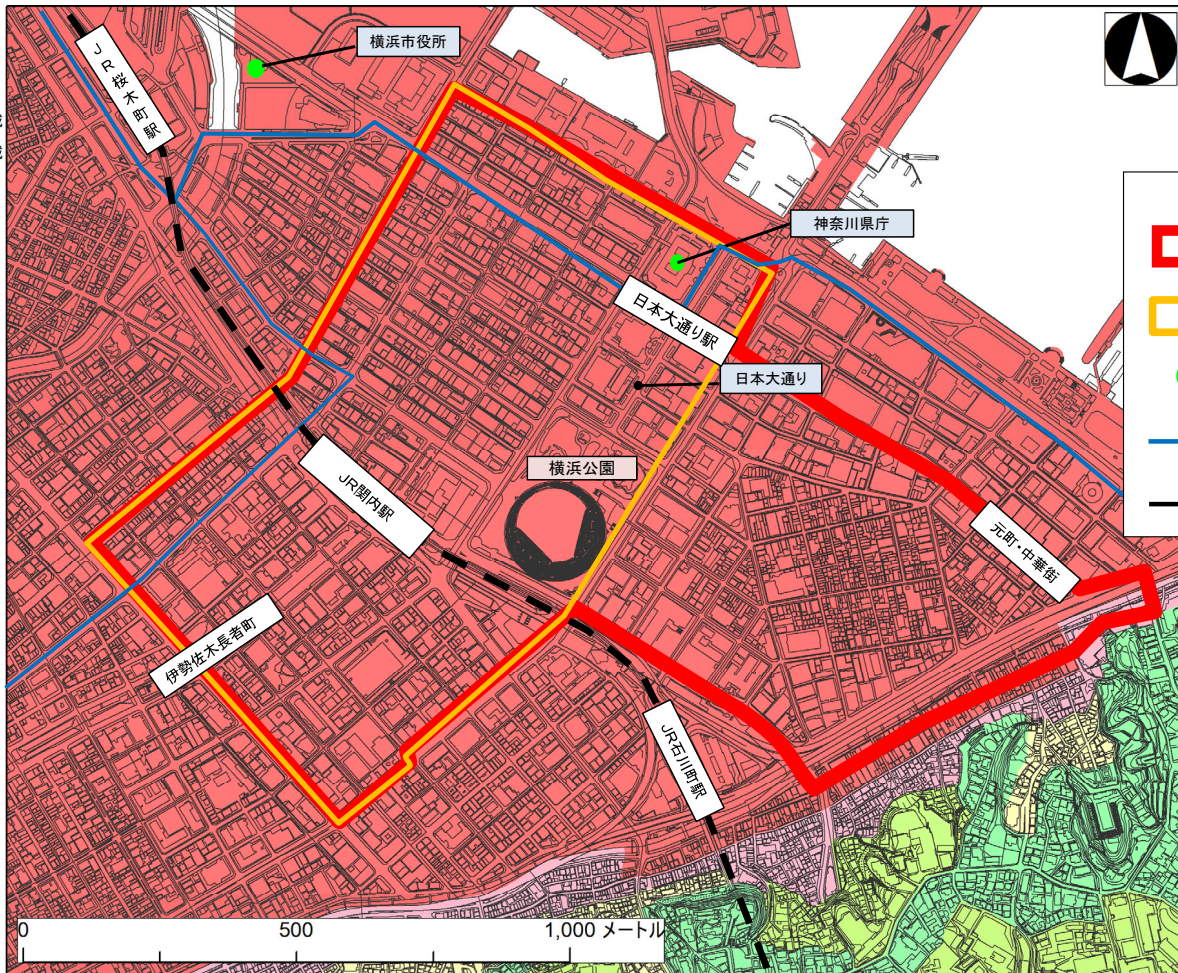 横浜市役所
JR桜木町駅
神奈川県庁
日本大通り駅
日本大通り
横浜公園
JR関内駅
元町・中華街
伊勢佐木長者町
JR石川町駅
0 500 1,000 メートル